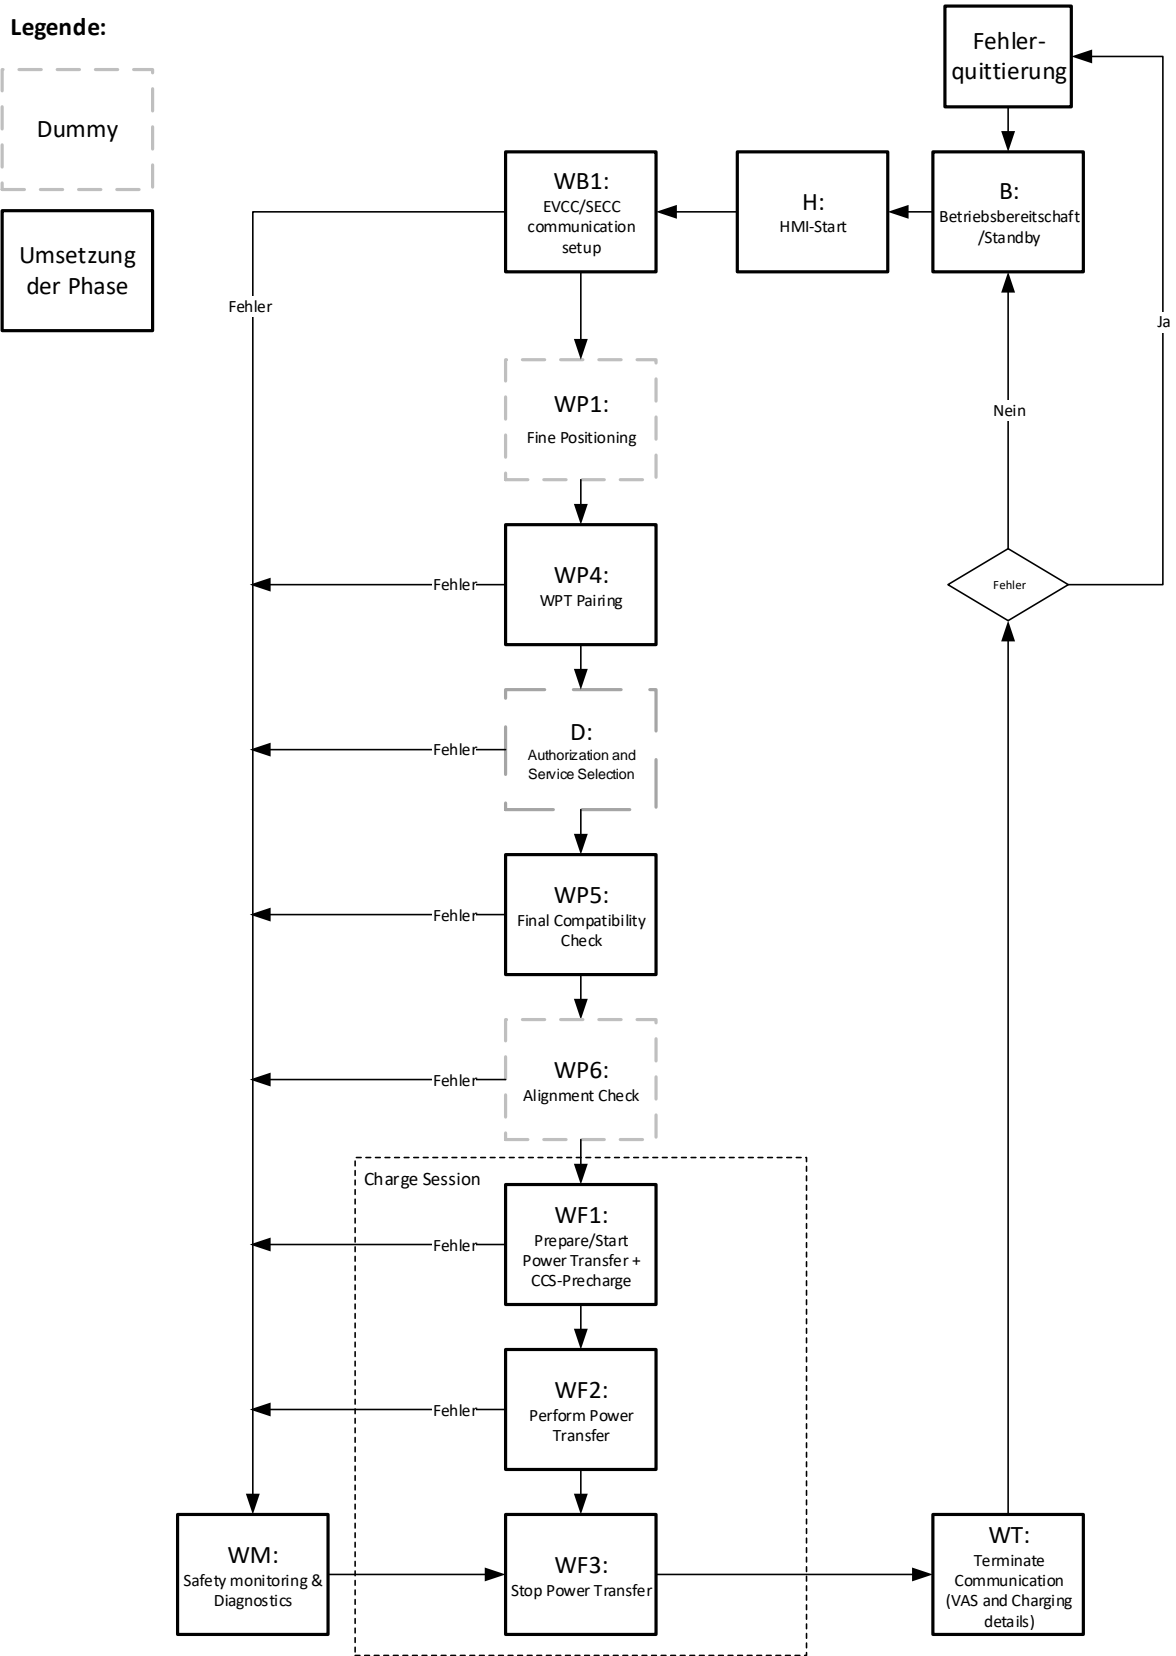 Legende:
Dummy
Umsetzung
der Phase
Fehler-
quittierung
B:
Betriebsbereitschaft
/Standby
H:
HMI-Start
WB1:
EVCC/SECC
communication
setup
Fehler
Ja
WP1:
Fine Positioning
Nein
WP4:
WPT Pairing
Fehler
Fehler
D:
Authorization and
Service Selection
Fehler
WP5:
Final Compatibility
Check
Fehler
WP6:
Alignment Check
Fehler
Charge Session
WF1:
Prepare/Start
Power Transfer +
CCS-Precharge
Fehler
WF2:
Perform Power
Transfer
Fehler
WM:
Safety monitoring &
Diagnostics
WF3:
Stop Power Transfer
WT:
Terminate
Communication
(VAS and Charging
details)